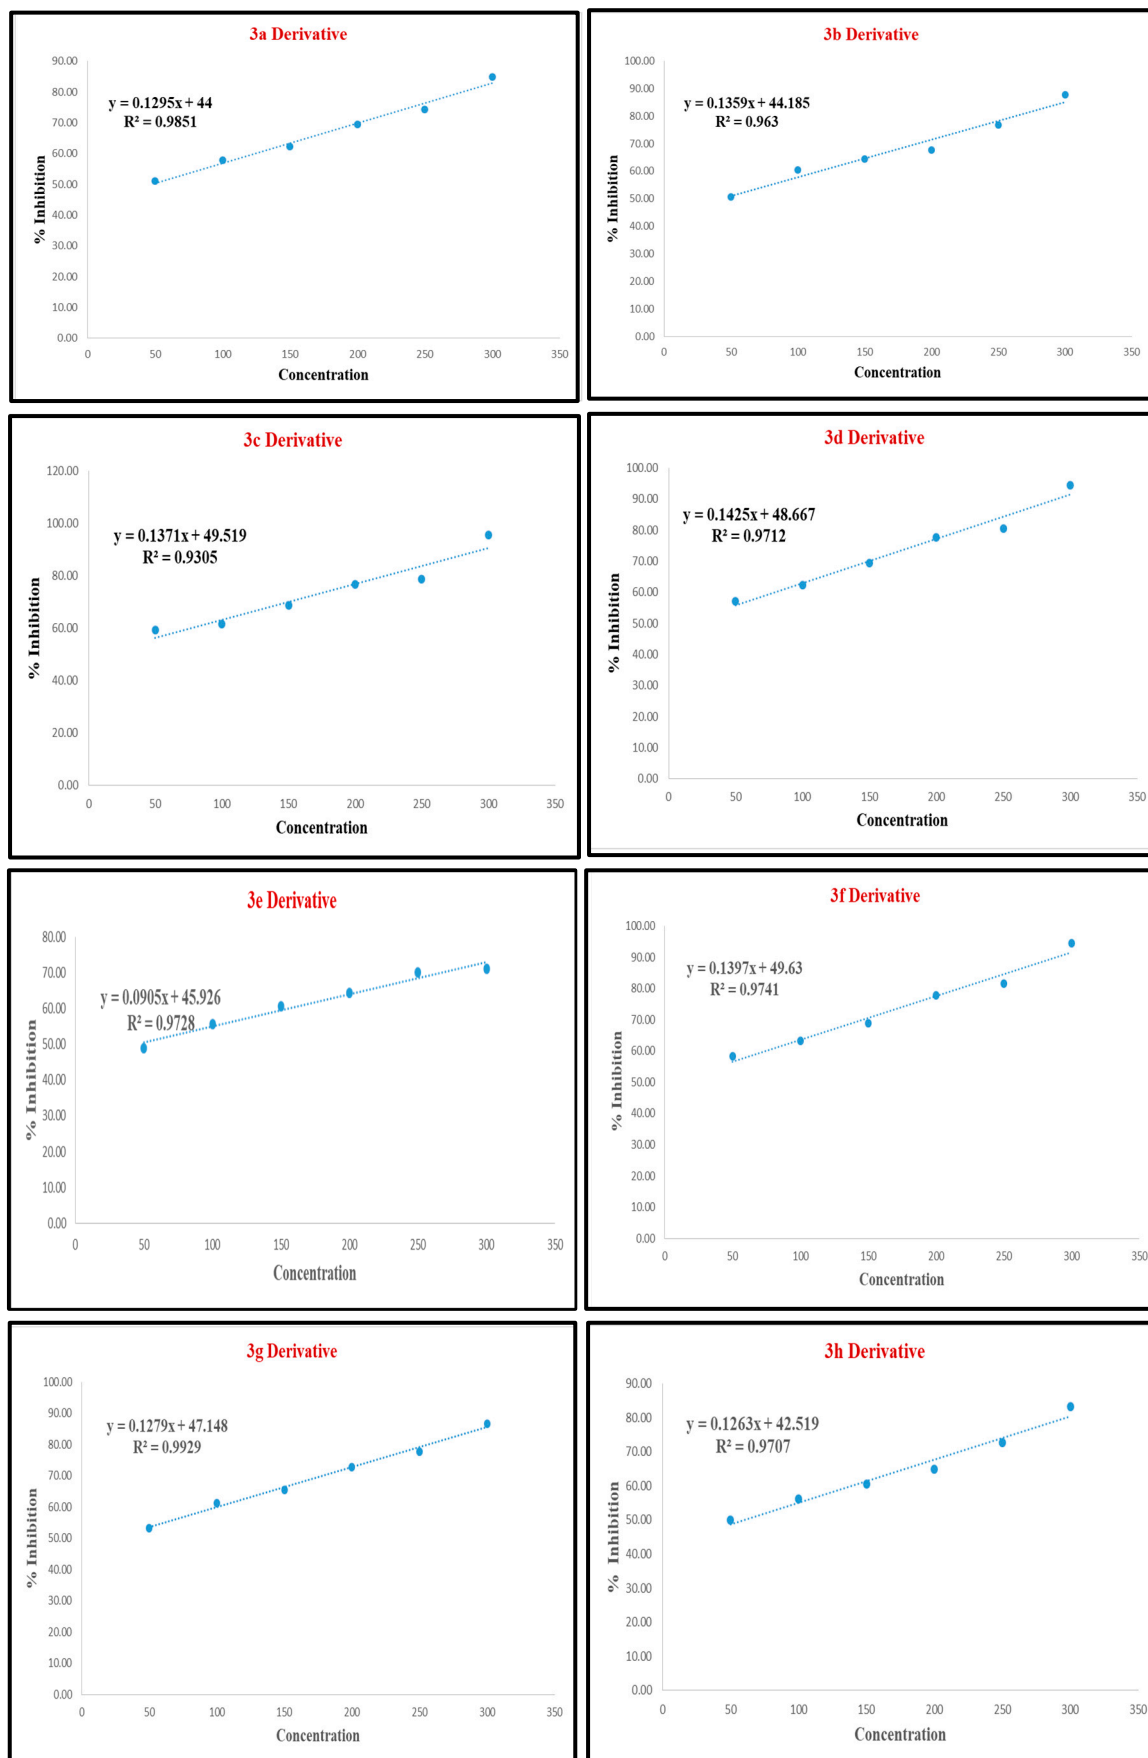 3a Derivative
90.00
80.00
70.00
60.00
50.00
40.00
30.00
20.00
10.00
0.00
% Inhibition
y = 0.1295x + 44
R² = 0.9851
0 50 100 150 200 250 300 350
Concentration
3b Derivative
100.00
90.00
80.00
70.00
60.00
50.00
40.00
30.00
20.00
10.00
0.00
% Inhibition
y = 0.1359x + 44.185
R² = 0.963
0 50 100 150 200 250 300 350
Concentration
3c Derivative
120.00
100.00
80.00
60.00
40.00
20.00
0.00
% Inhibition
y = 0.1371x + 49.519
R² = 0.9305
0 50 100 150 200 250 300 350
Concentration
3d Derivative
100.00
90.00
80.00
70.00
60.00
50.00
40.00
30.00
20.00
10.00
0.00
% Inhibition
y = 0.1425x + 48.667
R² = 0.9712
0 50 100 150 200 250 300 350
Concentration
3e Derivative
80.00
70.00
60.00
50.00
40.00
30.00
20.00
10.00
0.00
% Inhibition
y = 0.0905x + 45.926
R² = 0.9728
0 50 100 150 200 250 300 350
Concentration
3f Derivative
100.00
90.00
80.00
70.00
60.00
50.00
40.00
30.00
20.00
10.00
0.00
% Inhibition
y = 0.1397x + 49.63
R² = 0.9741
0 50 100 150 200 250 300 350
Concentration
3g Derivative
100.00
90.00
80.00
70.00
60.00
50.00
40.00
30.00
20.00
10.00
0.00
% Inhibition
y = 0.1279x + 47.148
R² = 0.9929
0 50 100 150 200 250 300 350
Concentration
3h Derivative
90.00
80.00
70.00
60.00
50.00
40.00
30.00
20.00
10.00
0.00
% Inhibition
y = 0.1263x + 42.519
R² = 0.9707
0 50 100 150 200 250 300 350
Concentration